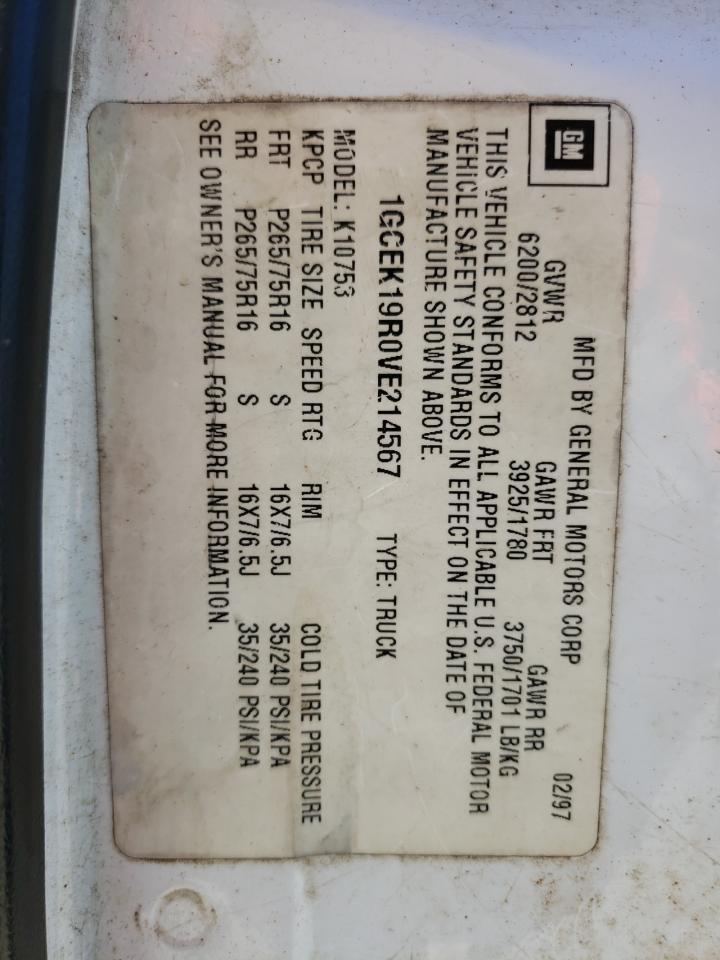 GM
MFD BY GENERAL MOTORS CORP 02/97
GVWR GAWR FRT GAWR RR
6200/2812 3925/1780 3750/1701 LB/KG
THIS VEHICLE CONFORMS TO ALL APPLICABLE U.S. FEDERAL MOTOR
VEHICLE SAFETY STANDARDS IN EFFECT ON THE DATE OF
MANUFACTURE SHOWN ABOVE.
1GCEK19R0VE214567 TYPE: TRUCK
MODEL: K10753
KPCP TIRE SIZE SPEED RTG RIM COLD TIRE PRESSURE
FRT P265/75R16 S 16X7/6.5J 35/240 PSI/KPA
RR P265/75R16 S 16X7/6.5J 35/240 PSI/KPA
SEE OWNER'S MANUAL FOR MORE INFORMATION.